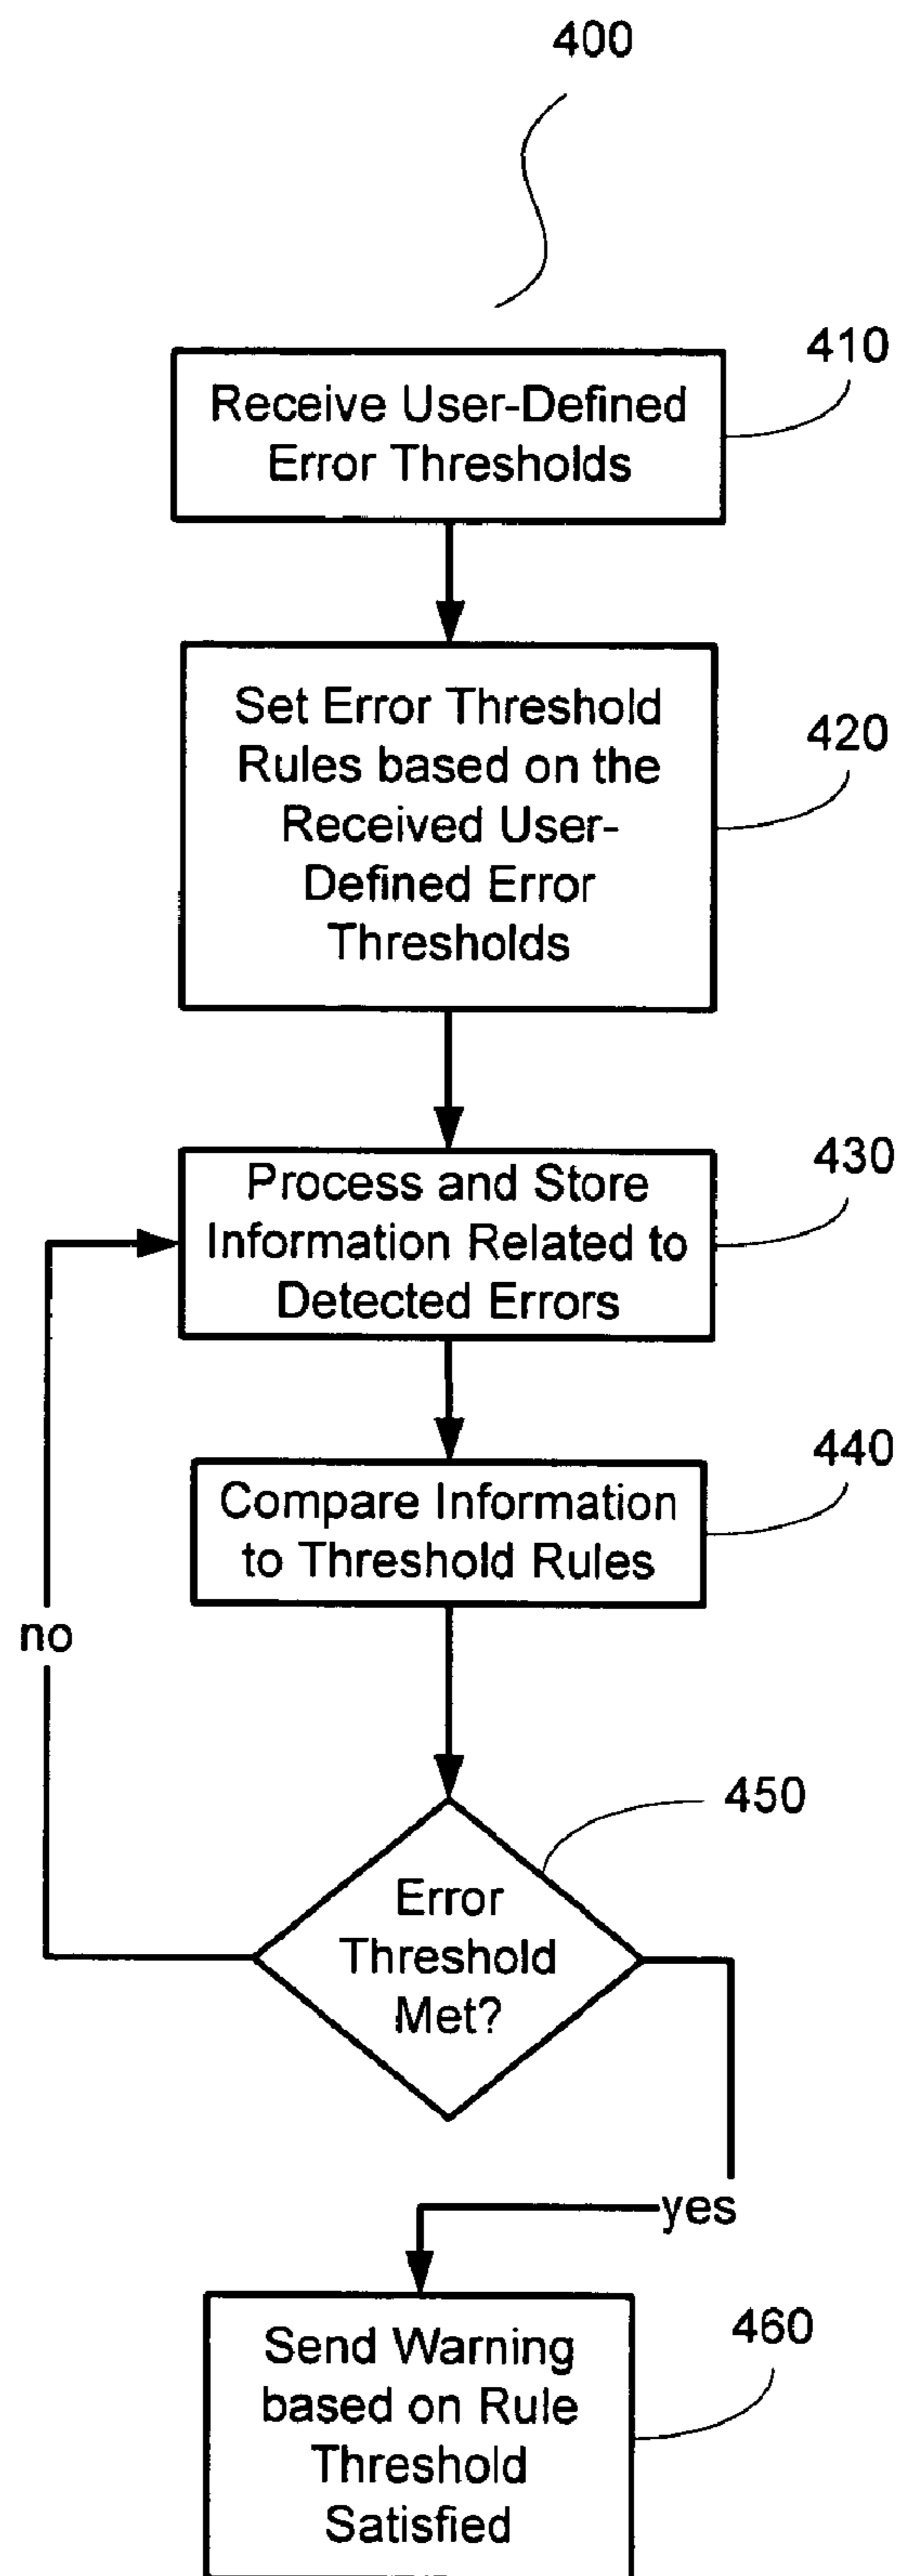 400
410
Receive User-Defined
Error Thresholds
420
Set Error Threshold
Rules based on the
Received User-
Defined Error
Thresholds
430
Process and Store
Information Related to
Detected Errors
440
Compare Information
to Threshold Rules
no
450
Error
Threshold
Met?
yes
460
Send Warning
based on Rule
Threshold
Satisfied